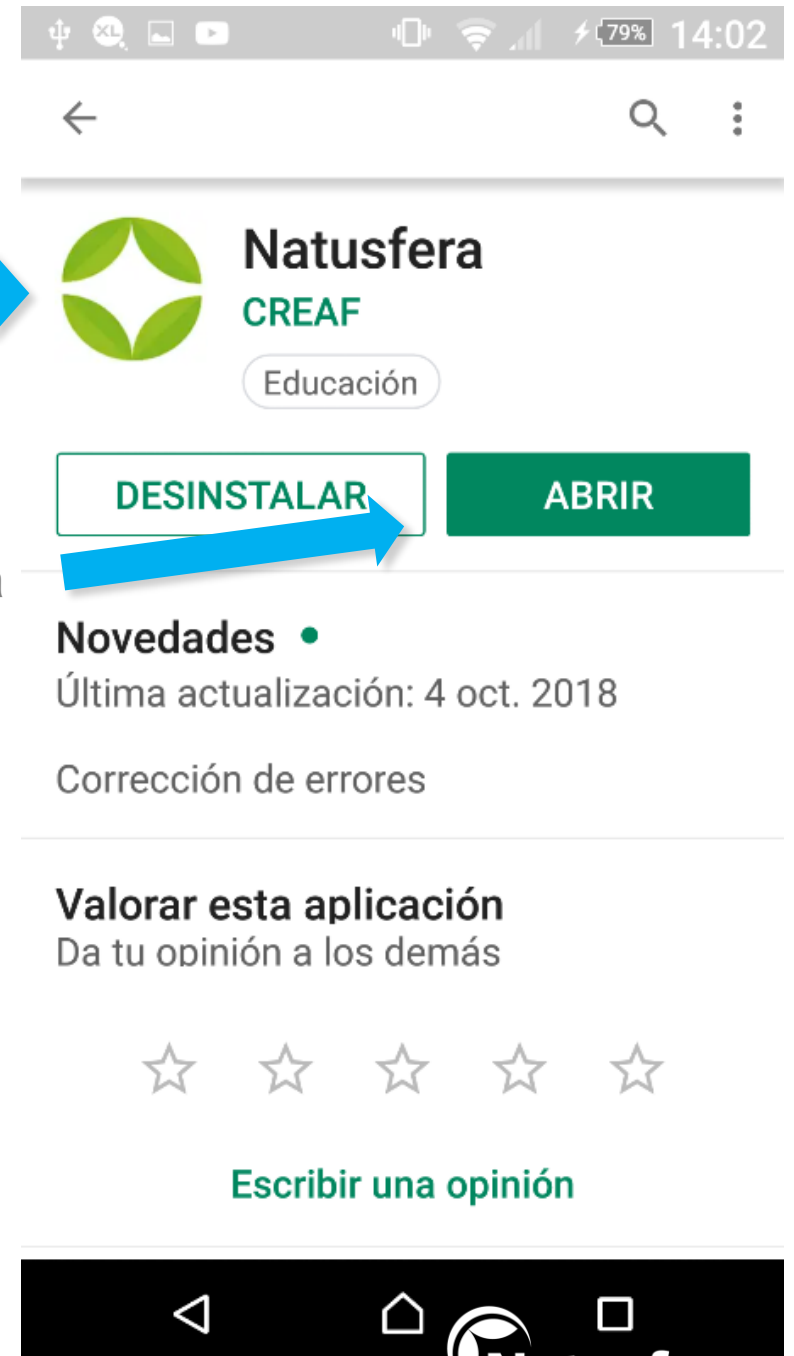 79% 14:02
Natusfera
CREAF
Educación
DESINSTALAR ABRIR
Novedades •
Última actualización: 4 oct. 2018
Corrección de errores
Valorar esta aplicación
Da tu opinión a los demás
Escribir una opinión